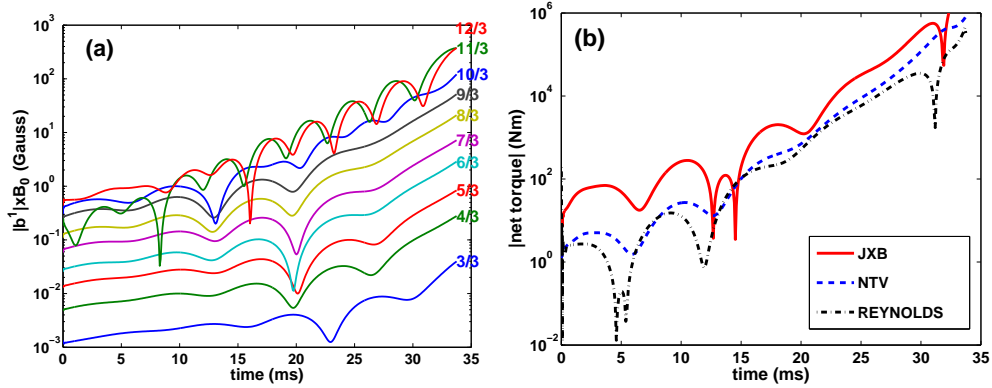 (a)
|b¹|xB₀ (Gauss)
10³
10²
10¹
10⁰
10⁻¹
10⁻²
10⁻³
12/3
11/3
10/3
9/3
8/3
7/3
6/3
5/3
4/3
3/3
0 5 10 15 20 25 30 35
time (ms)
(b)
|net torque| (Nm)
10⁶
10⁴
10²
10⁰
10⁻²
JXB
NTV
REYNOLDS
0 5 10 15 20 25 30 35
time (ms)